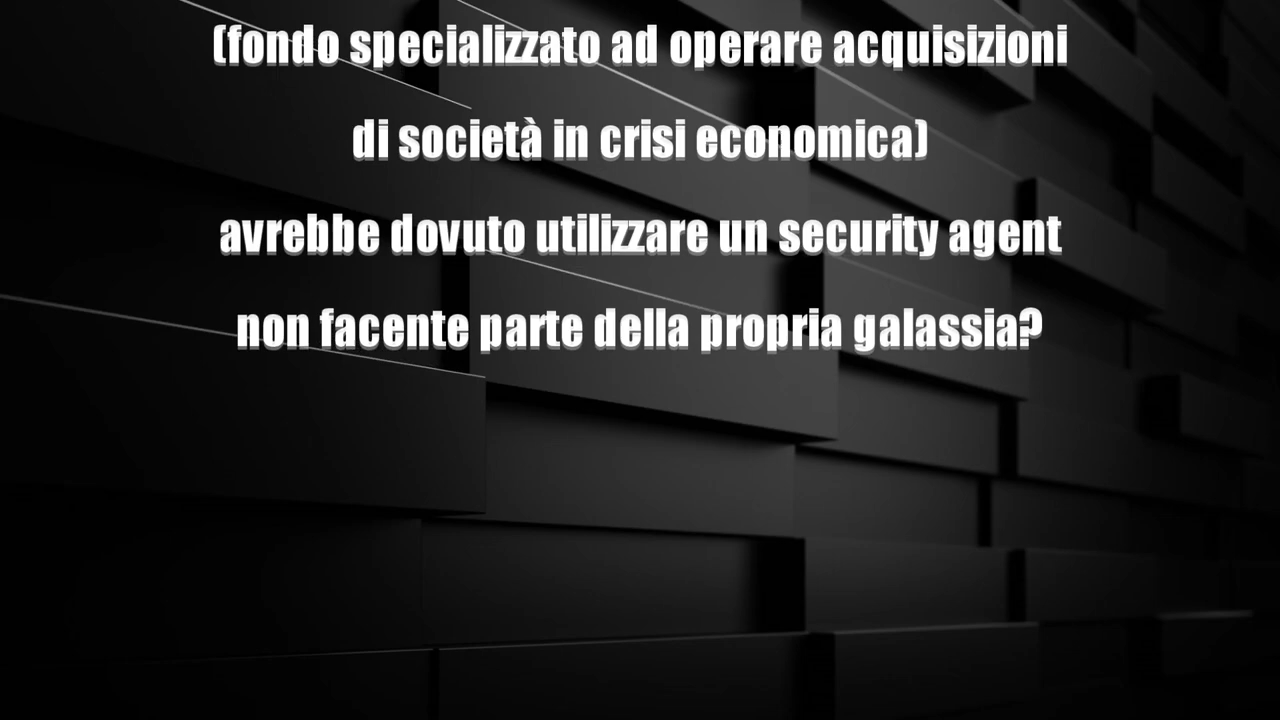 (fondo specializzato ad operare acquisizioni
di società in crisi economica)
avrebbe dovuto utilizzare un security agent
non facente parte della propria galassia?